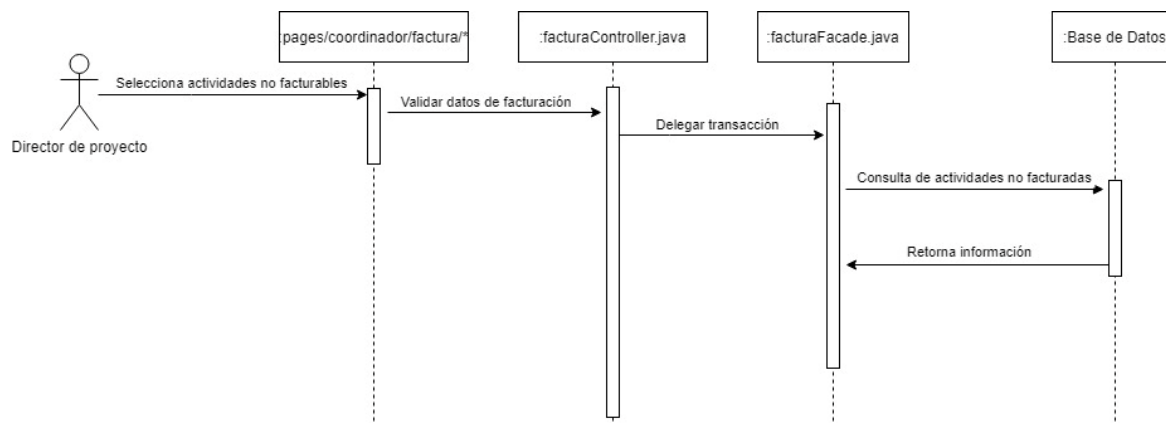 :pages/coordinador/factura/*
:facturaController.java
:facturaFacade.java
:Base de Datos
Selecciona actividades no facturables
Validar datos de facturación
Delegar transacción
Director de proyecto
Consulta de actividades no facturadas
Retorna información